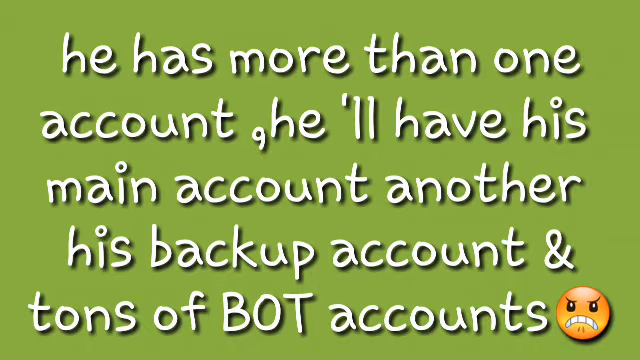 he has more than one
account ,he 'll have his
main account another
his backup account &
tons of BOT accounts😠